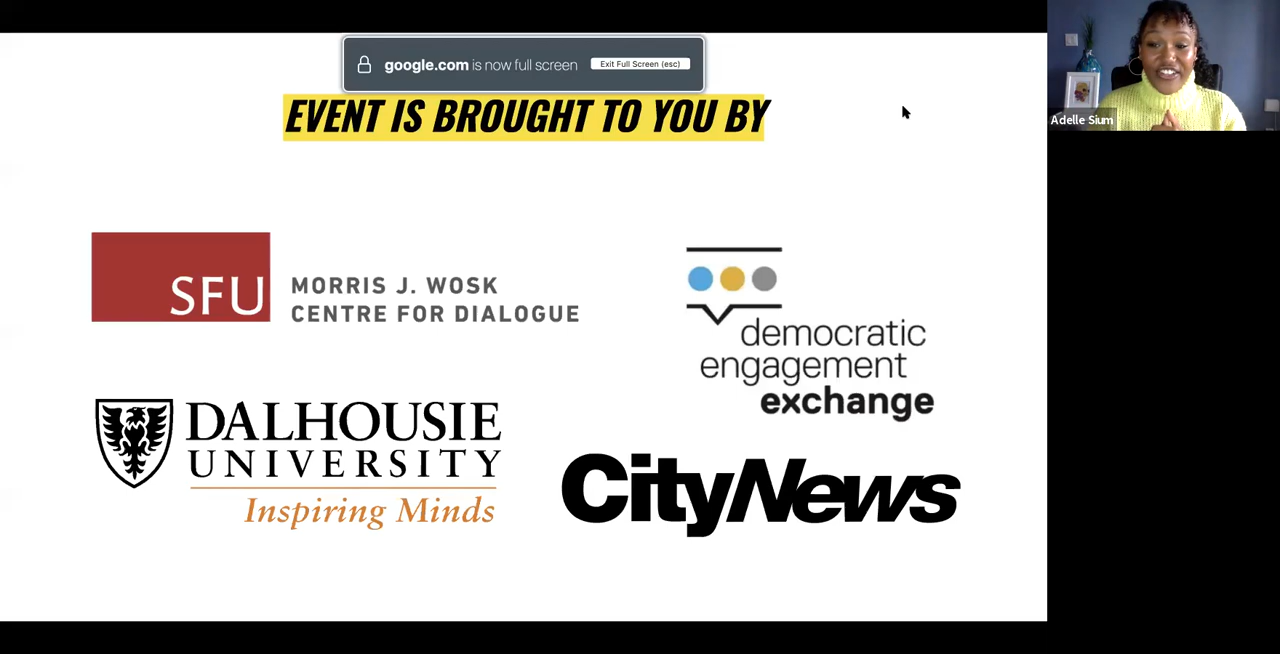 google.com is now full screen
Exit Full Screen (esc)
EVENT IS BROUGHT TO YOU BY
Adelle Sium
SFU
MORRIS J. WOSK
CENTRE FOR DIALOGUE
democratic
engagement
exchange
DALHOUSIE
UNIVERSITY
Inspiring Minds
CityNews